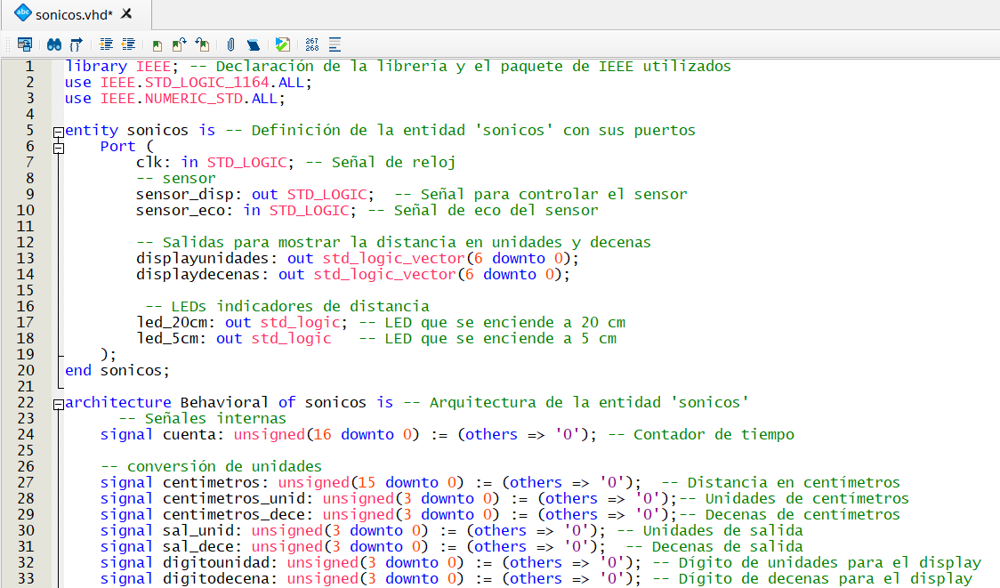 abc sonicos.vhd*
267
268
1 library IEEE; -- Declaración de la librería y el paquete de IEEE utilizados
2 use IEEE.STD_LOGIC_1164.ALL;
3 use IEEE.NUMERIC_STD.ALL;
4
5 entity sonicos is -- Definición de la entidad 'sonicos' con sus puertos
6 Port (
7 clk: in STD_LOGIC; -- Señal de reloj
8 -- sensor
9 sensor_disp: out STD_LOGIC; -- Señal para controlar el sensor
10 sensor_eco: in STD_LOGIC; -- Señal de eco del sensor
11
12 -- Salidas para mostrar la distancia en unidades y decenas
13 displayunidades: out std_logic_vector(6 downto 0);
14 displaydecenas: out std_logic_vector(6 downto 0);
15
16 -- LEDs indicadores de distancia
17 led_20cm: out std_logic; -- LED que se enciende a 20 cm
18 led_5cm: out std_logic -- LED que se enciende a 5 cm
19 );
20 end sonicos;
21
22 architecture Behavioral of sonicos is -- Arquitectura de la entidad 'sonicos'
23 -- Señales internas
24 signal cuenta: unsigned(16 downto 0) := (others => '0'); -- Contador de tiempo
25
26 -- conversión de unidades
27 signal centimetros: unsigned(15 downto 0) := (others => '0'); -- Distancia en centímetros
28 signal centimetros_unid: unsigned(3 downto 0) := (others => '0');-- Unidades de centímetros
29 signal centimetros_dece: unsigned(3 downto 0) := (others => '0');-- Decenas de centímetros
30 signal sal_unid: unsigned(3 downto 0) := (others => '0'); -- Unidades de salida
31 signal sal_dece: unsigned(3 downto 0) := (others => '0'); -- Decenas de salida
32 signal digitounidad: unsigned(3 downto 0) := (others => '0'); -- Dígito de unidades para el display
33 signal digitodecena: unsigned(3 downto 0) := (others => '0'); -- Dígito de decenas para el display